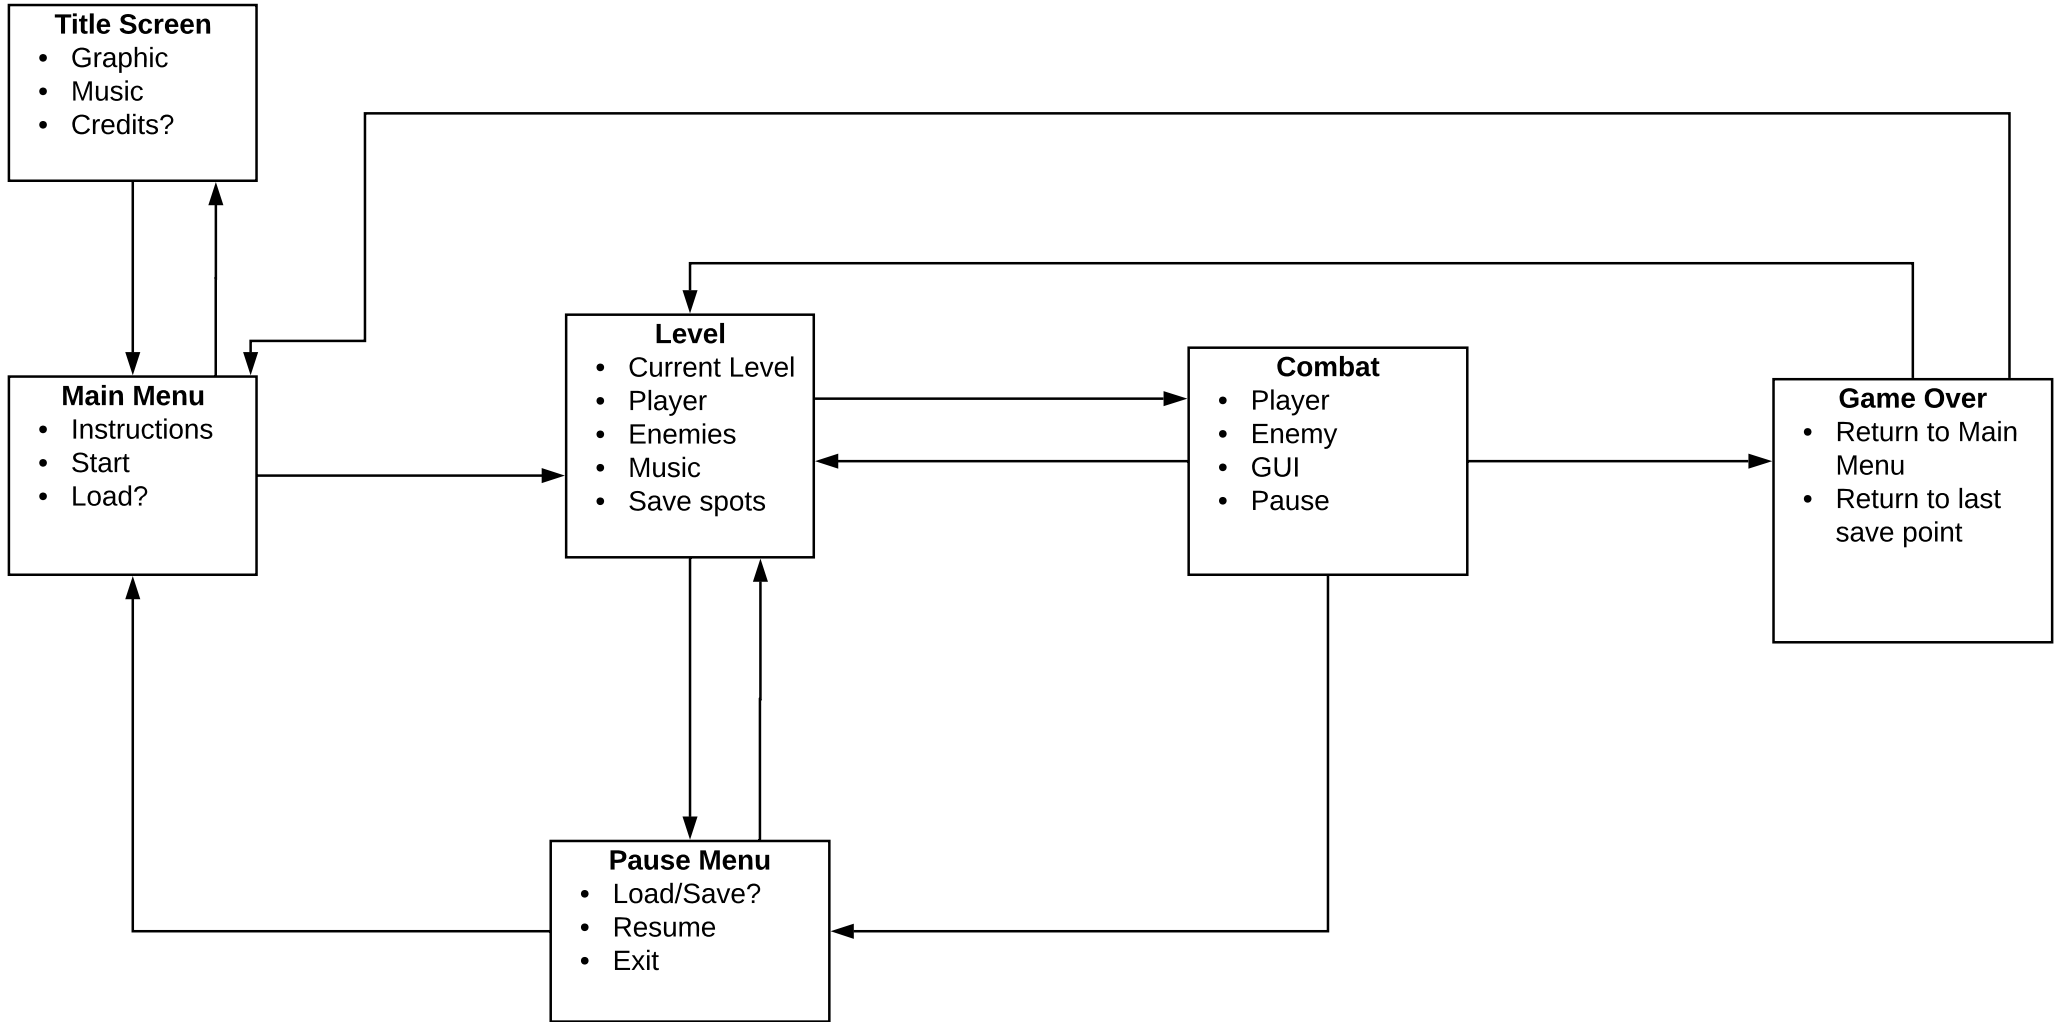 Title Screen
• Graphic
• Music
• Credits?
Main Menu
• Instructions
• Start
• Load?
Level
• Current Level
• Player
• Enemies
• Music
• Save spots
Combat
• Player
• Enemy
• GUI
• Pause
Game Over
• Return to Main
Menu
• Return to last
save point
Pause Menu
• Load/Save?
• Resume
• Exit